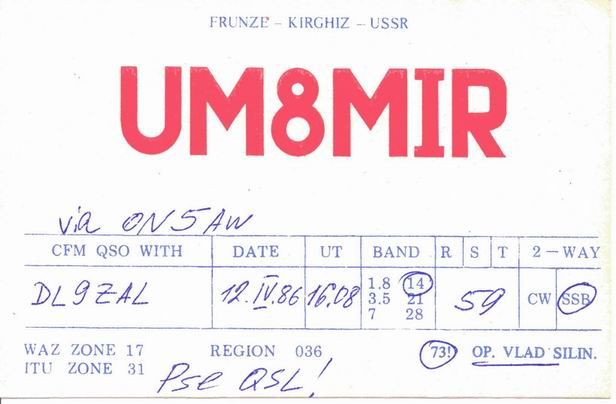 FRUNZE – KIRGHIZ – USSR
UM8MIR
via ON5AW
CFM QSO WITH DATE UT BAND R S T 2 – WAY
DL9ZAL 12.IV.86 16.08 1.8 14 59 CW SSB
3.5 21
7 28
WAZ ZONE 17 REGION 036 73! OP. VLAD SILIN.
ITU ZONE 31
Pse QSL!